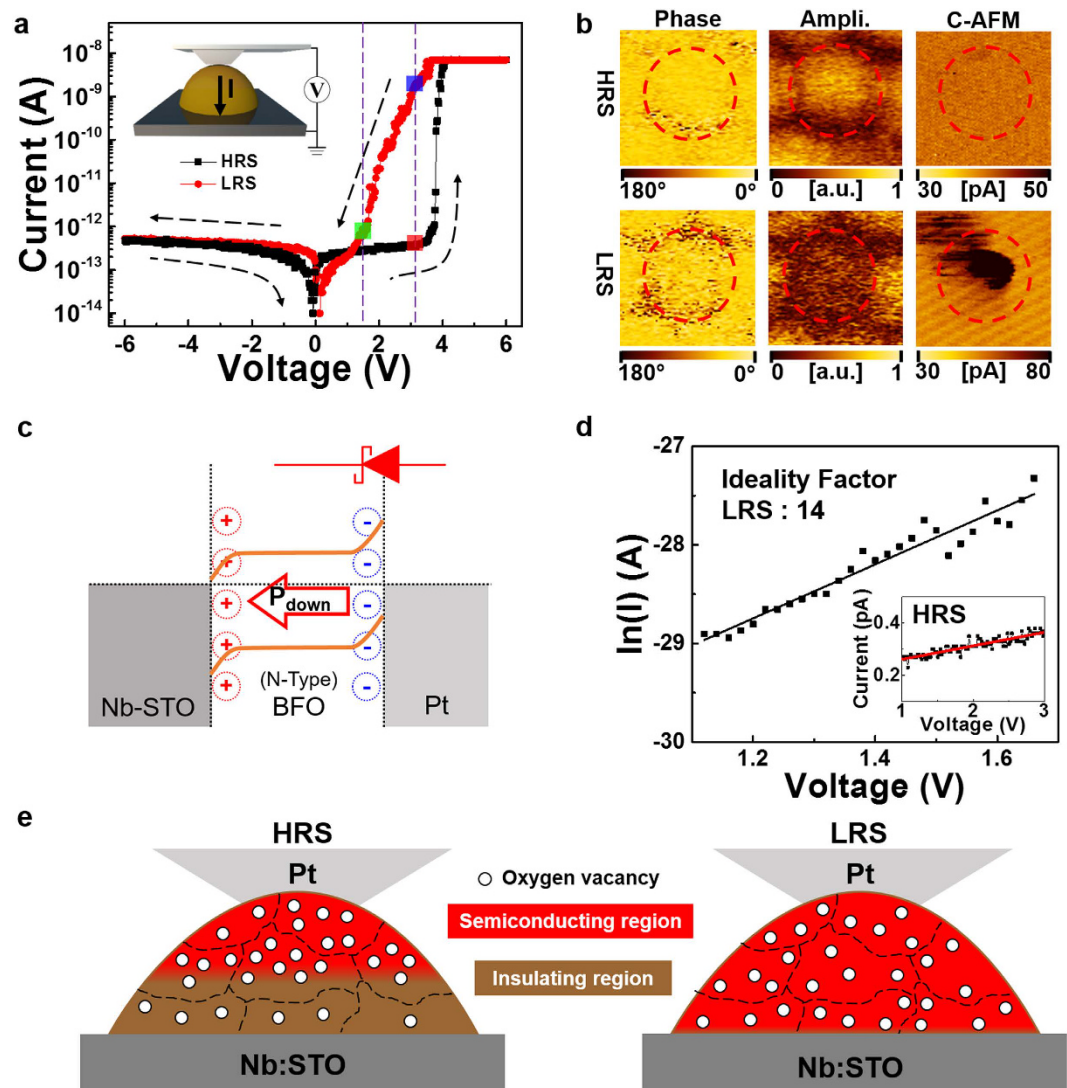 a
Current (A)
10⁻⁸
10⁻⁹
10⁻¹⁰
10⁻¹¹
10⁻¹²
10⁻¹³
10⁻¹⁴
I
V
HRS
LRS
-6 -4 -2 0 2 4 6
Voltage (V)
b
Phase Ampli. C-AFM
HRS
180° 0° 0 [a.u.] 1 30 [pA] 50
LRS
180° 0° 0 [a.u.] 1 30 [pA] 80
c
+ -
+ -
+ P_down -
+ -
+ -
(N-Type)
Nb-STO BFO Pt
d
ln(I) (A)
-27
-28
-29
-30
Ideality Factor
LRS : 14
HRS
Current (pA)
0.4
0.2
1 2 3
Voltage (V)
1.2 1.4 1.6
Voltage (V)
e
HRS
Pt
Nb:STO
Oxygen vacancy
Semiconducting region
Insulating region
LRS
Pt
Nb:STO